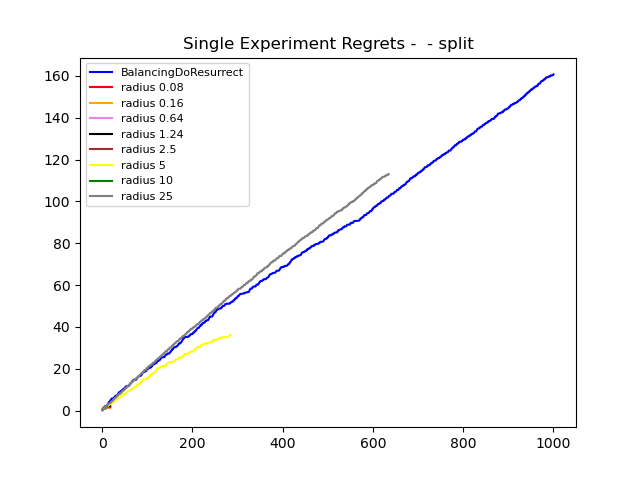 Single Experiment Regrets -  - split
BalancingDoResurrect
radius 0.08
radius 0.16
radius 0.64
radius 1.24
radius 2.5
radius 5
radius 10
radius 25
160
140
120
100
80
60
40
20
0
0 200 400 600 800 1000